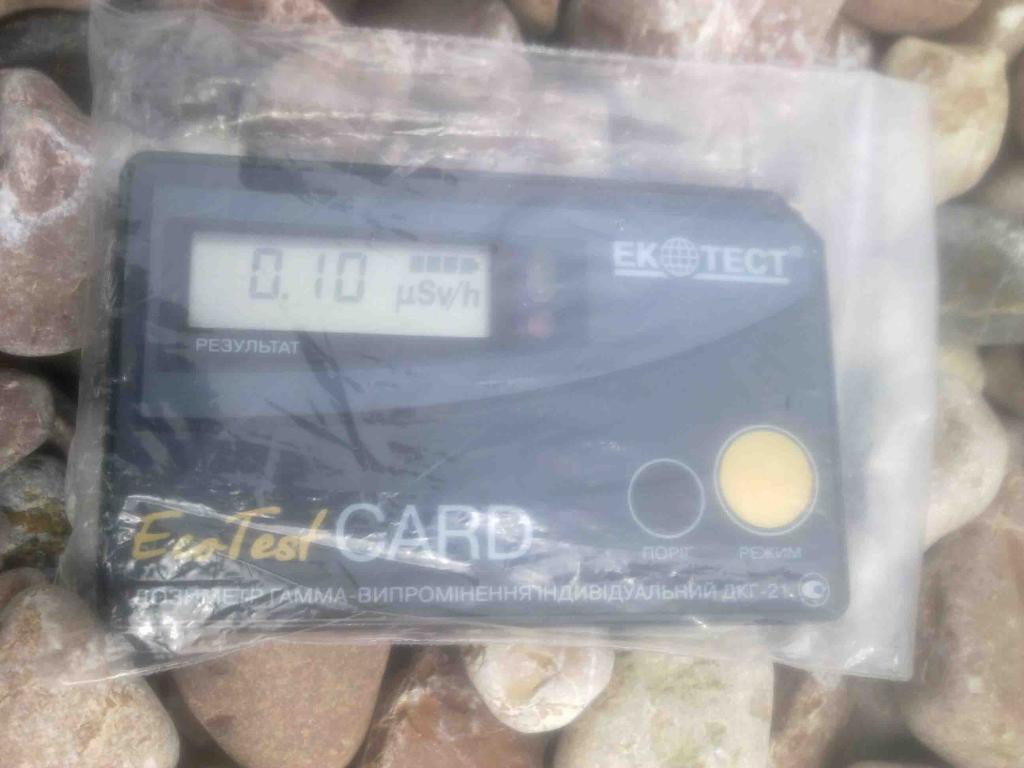 0.10 µSv/h
РЕЗУЛЬТАТ
ЕКОТЕСТ®
EcoTest CARD
ПОРІГ РЕЖИМ
ДОЗИМЕТР ГАММА-ВИПРОМІНЕННЯ ІНДИВІДУАЛЬНИЙ ДКГ-21